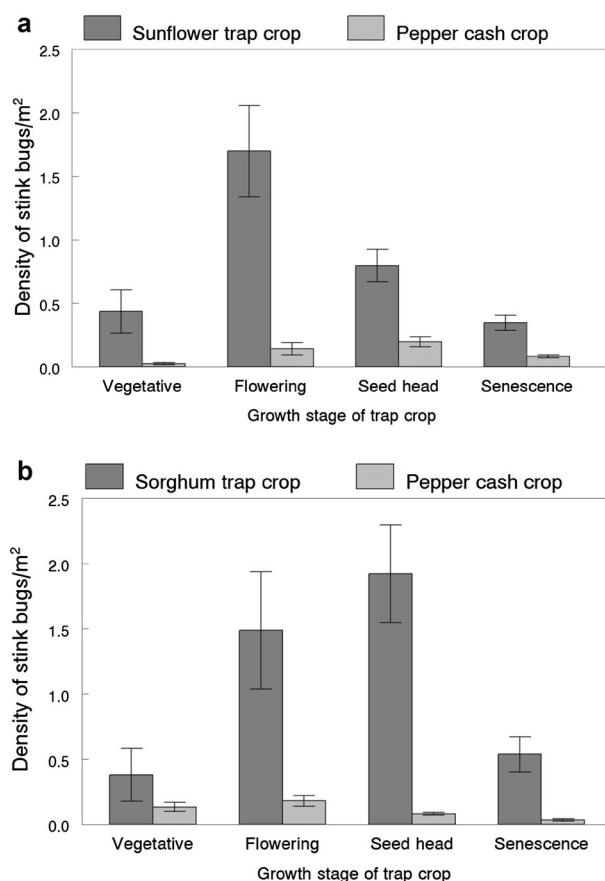 a
Sunflower trap crop Pepper cash crop
Density of stink bugs/m²
2.5
2.0
1.5
1.0
0.5
0.0
Vegetative Flowering Seed head Senescence
Growth stage of trap crop
b
Sorghum trap crop Pepper cash crop
Density of stink bugs/m²
2.5
2.0
1.5
1.0
0.5
0.0
Vegetative Flowering Seed head Senescence
Growth stage of trap crop